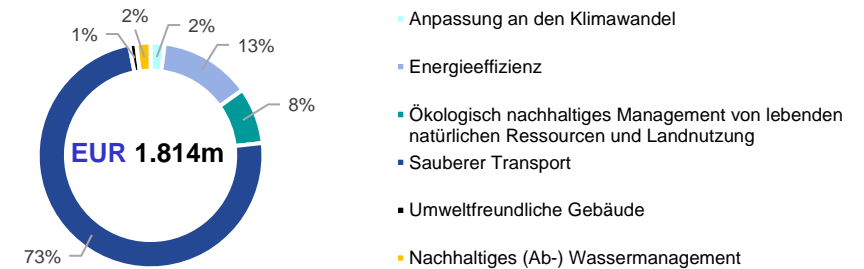 2%
2%
1%
13%
8%
EUR 1.814m
73%
Anpassung an den Klimawandel
Energieeffizienz
Ökologisch nachhaltiges Management von lebenden
natürlichen Ressourcen und Landnutzung
Sauberer Transport
Umweltfreundliche Gebäude
Nachhaltiges (Ab-) Wassermanagement